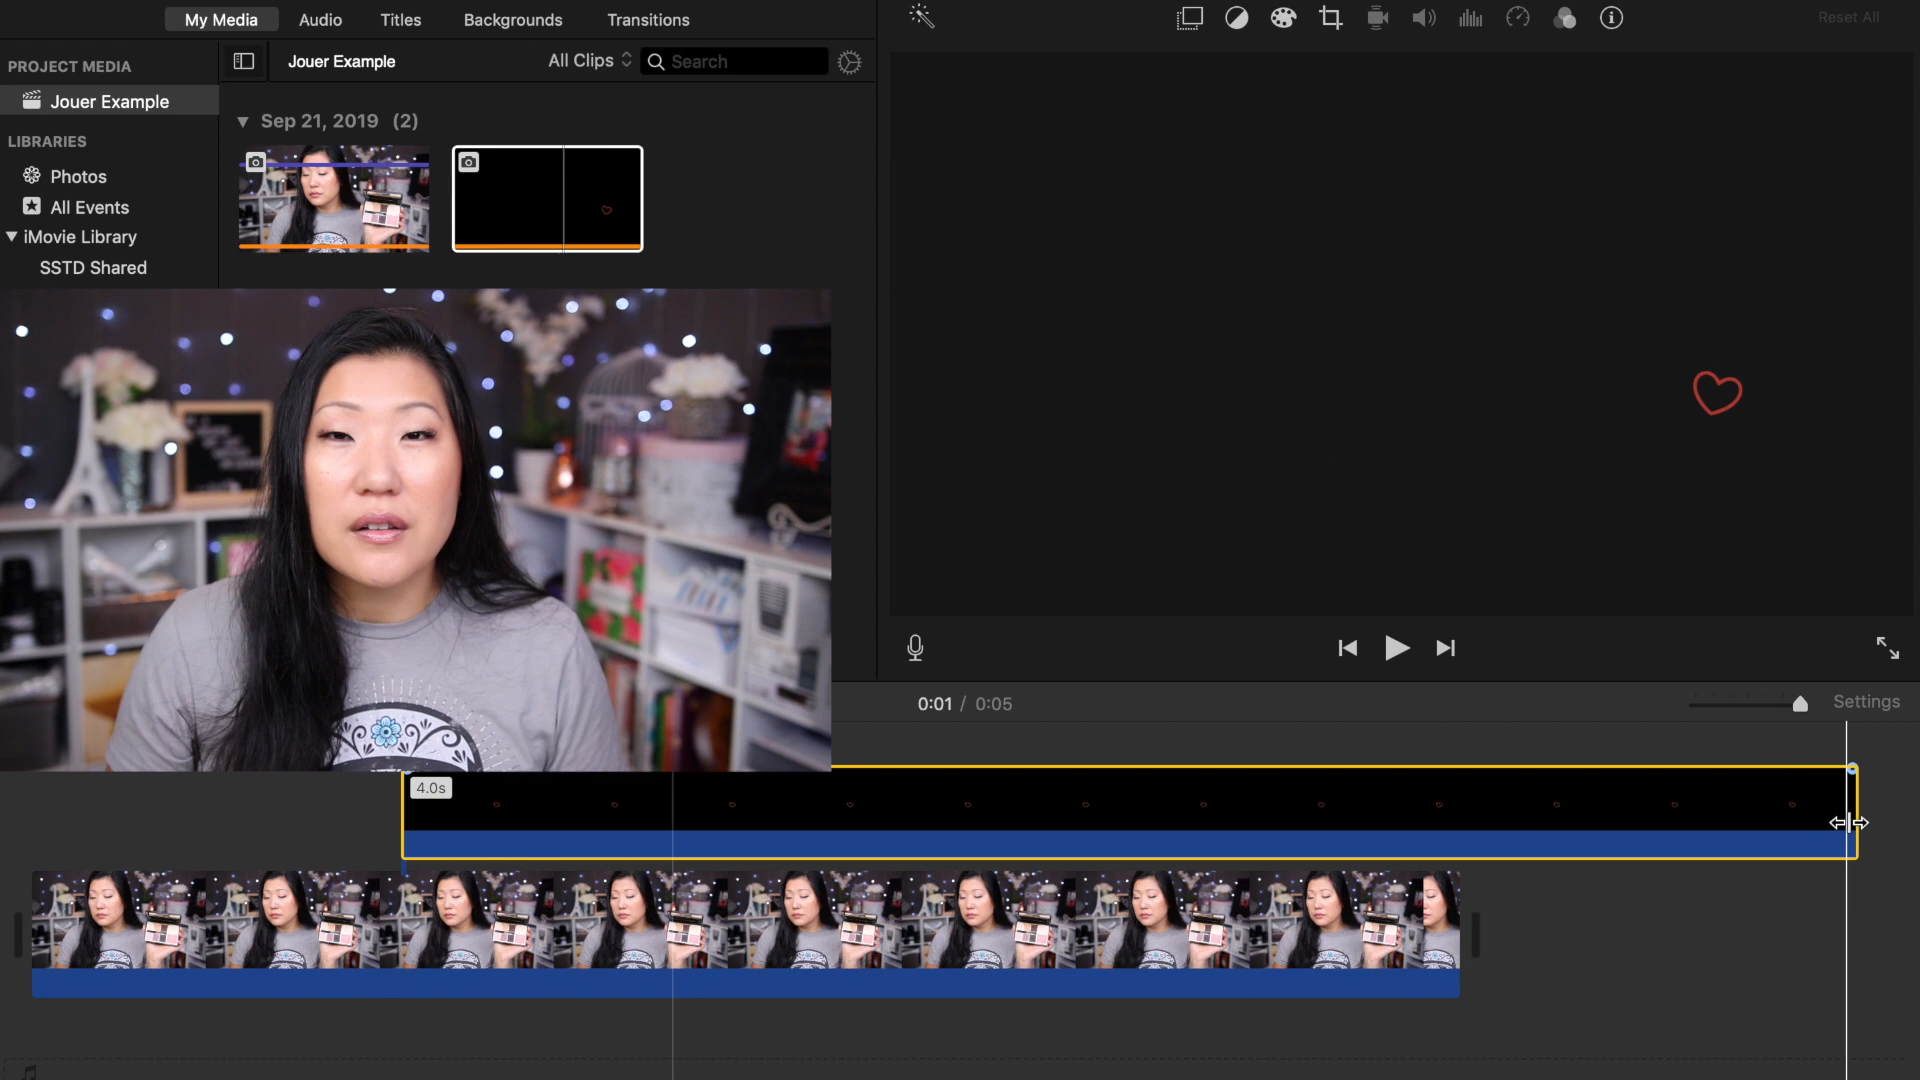 My Media Audio Titles Backgrounds Transitions
Reset All
PROJECT MEDIA
Jouer Example
All Clips
Search
Jouer Example
LIBRARIES
Sep 21, 2019 (2)
Photos
All Events
iMovie Library
SSTD Shared
0:01 / 0:05
Settings
4.0s